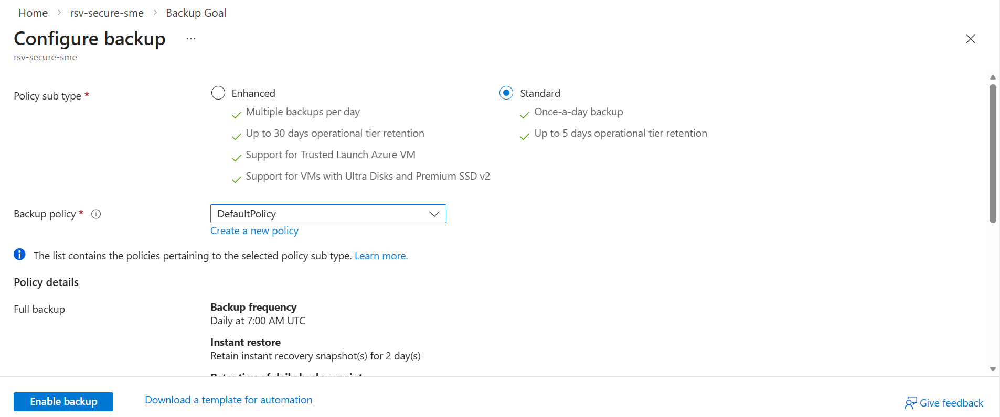 Home > rsv-secure-sme > Backup Goal
Configure backup ...
rsv-secure-sme
Policy sub type *
Enhanced
Multiple backups per day
Up to 30 days operational tier retention
Support for Trusted Launch Azure VM
Support for VMs with Ultra Disks and Premium SSD v2
Standard
Once-a-day backup
Up to 5 days operational tier retention
Backup policy *
DefaultPolicy
Create a new policy
The list contains the policies pertaining to the selected policy sub type. Learn more.
Policy details
Full backup
Backup frequency
Daily at 7:00 AM UTC
Instant restore
Retain instant recovery snapshot(s) for 2 day(s)
Retention of daily backup point
Enable backup
Download a template for automation
Give feedback